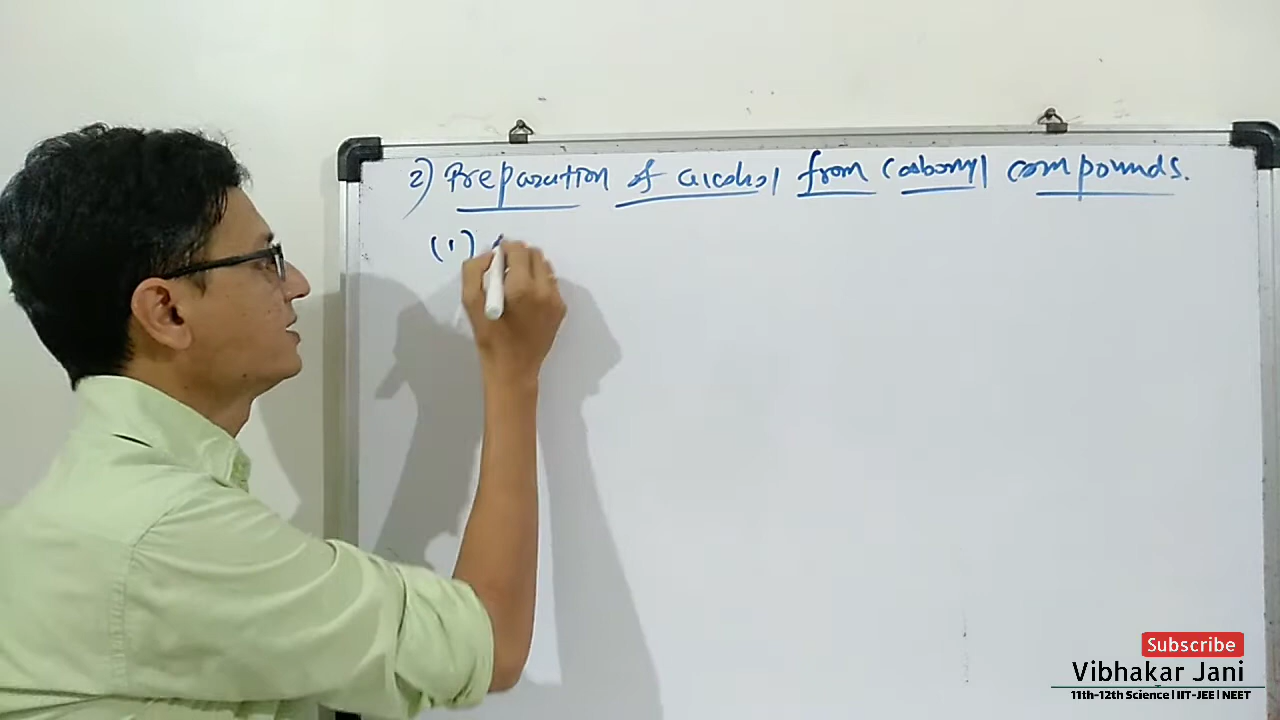 2) Preparation of alcohol from Carbonyl compounds.
(1)
Subscribe
Vibhakar Jani
11th-12th Science | IIT-JEE | NEET